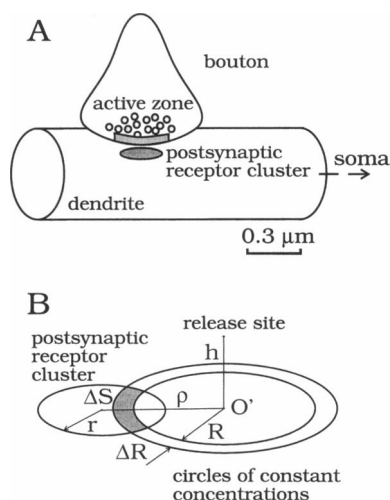 A
bouton
active zone
postsynaptic
receptor cluster
soma
dendrite
0.3 μm
B
postsynaptic
receptor
cluster
release site
h
ΔS
ρ
O'
r
R
ΔR
circles of constant
concentrations